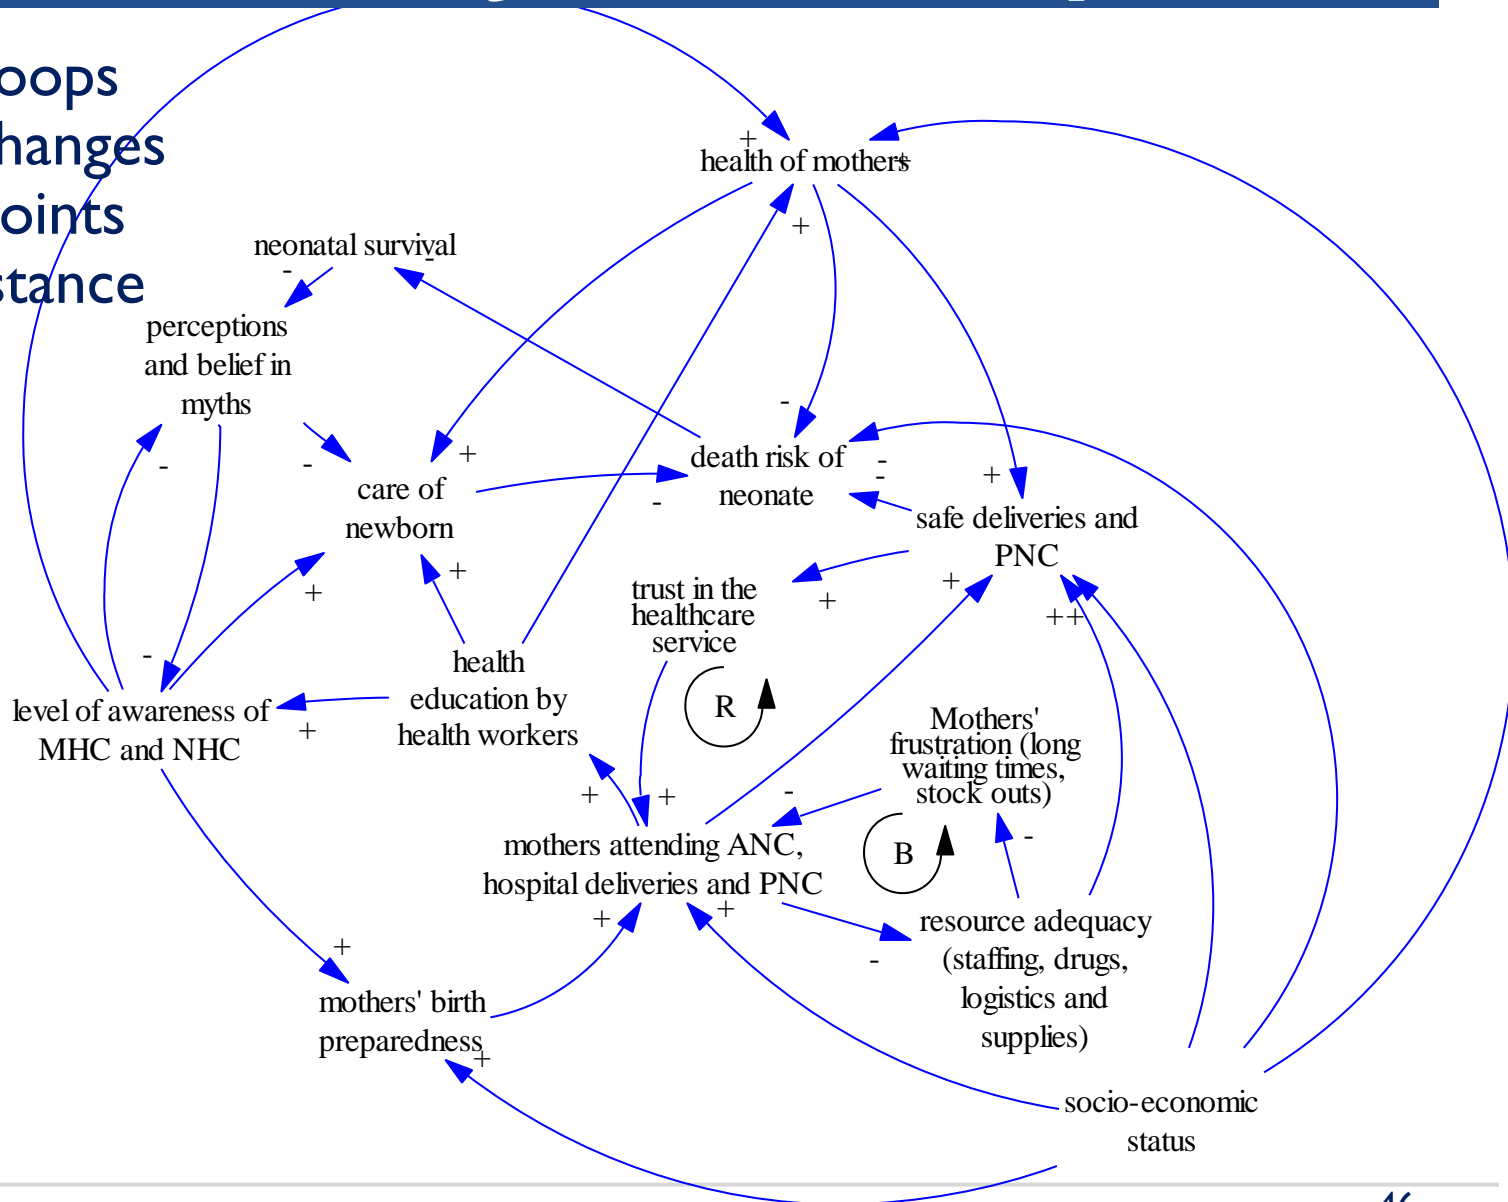 oops
hanges
oints
stance
+
health of mothers
+
+
neonatal survival
-
-
perceptions
and belief in
myths
-
-
-
+
care of
newborn
-
death risk of
neonate
-
-
+
safe deliveries and
PNC
+
+
trust in the
healthcare
service
+
+
++
-
health
education by
health workers
level of awareness of
MHC and NHC
+
R
Mothers'
frustration (long
waiting times,
stock outs)
-
+
+
B
-
mothers attending ANC,
hospital deliveries and PNC
+
+
resource adequacy
(staffing, drugs,
logistics and
supplies)
-
+
mothers' birth
preparedness
+
socio-economic
status